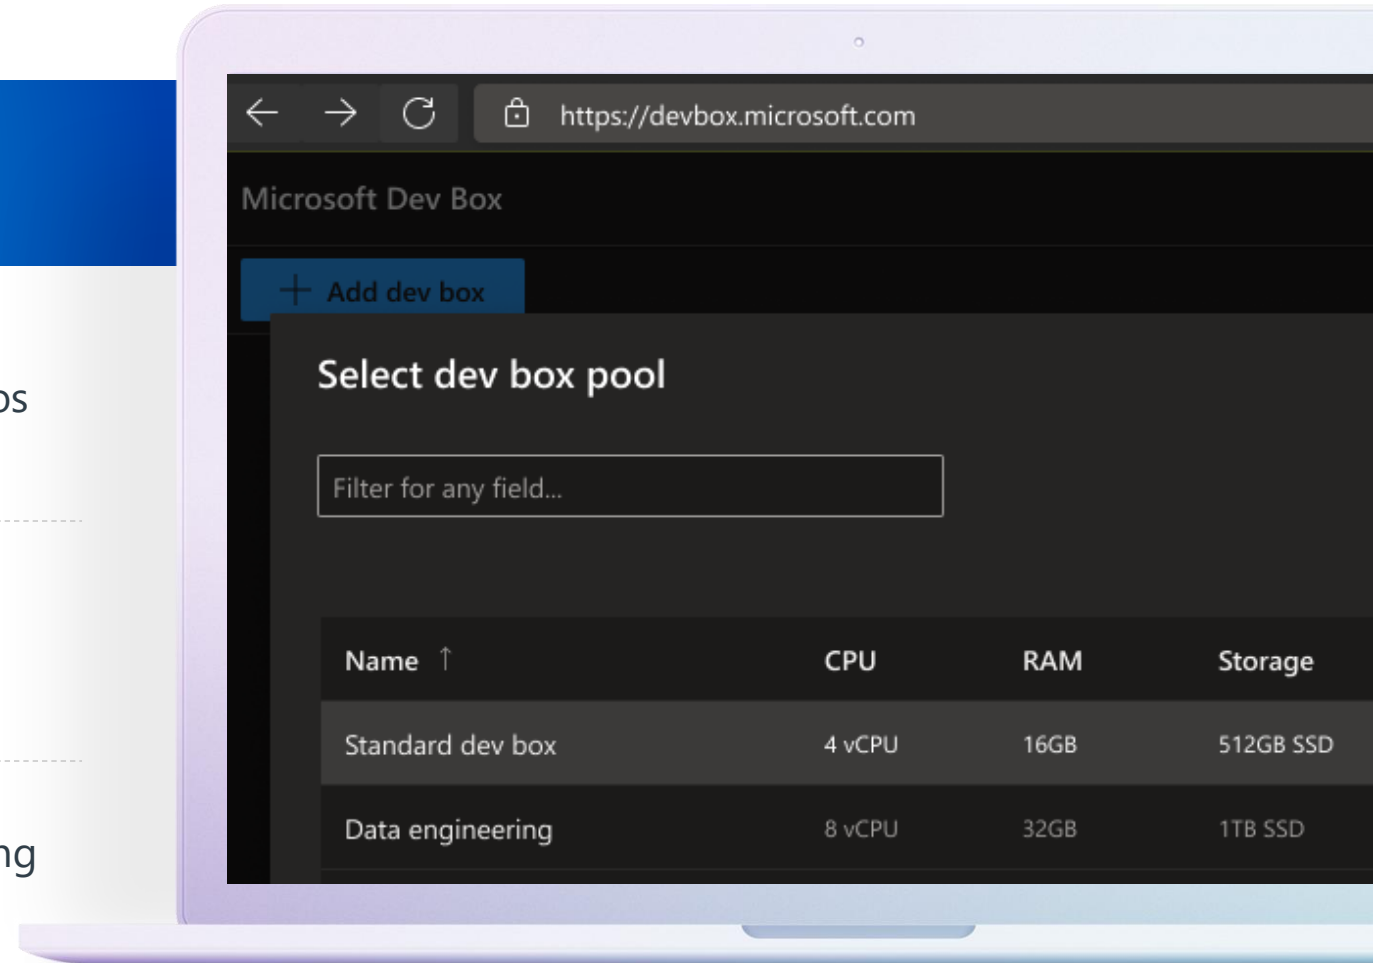 https://devbox.microsoft.com
Microsoft Dev Box
Add dev box
Select dev box pool
Filter for any field...
Name ↑ CPU RAM Storage
Standard dev box 4 vCPU 16GB 512GB SSD
Data engineering 8 vCPU 32GB 1TB SSD